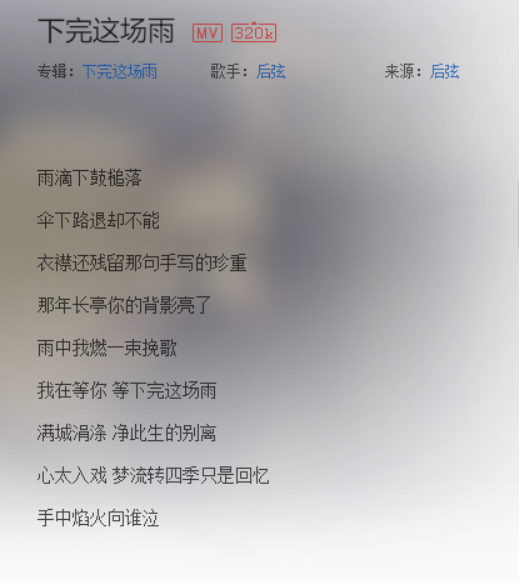 下完这场雨 MV 320k
专辑：下完这场雨 歌手：后弦 来源：后弦
雨滴下鼓槌落
伞下路退却不能
衣襟还残留那句手写的珍重
那年长亭你的背影亮了
雨中我燃一束挽歌
我在等你 等下完这场雨
满城涓涤 净此生的别离
心太入戏 梦流转四季只是回忆
手中焰火向谁泣